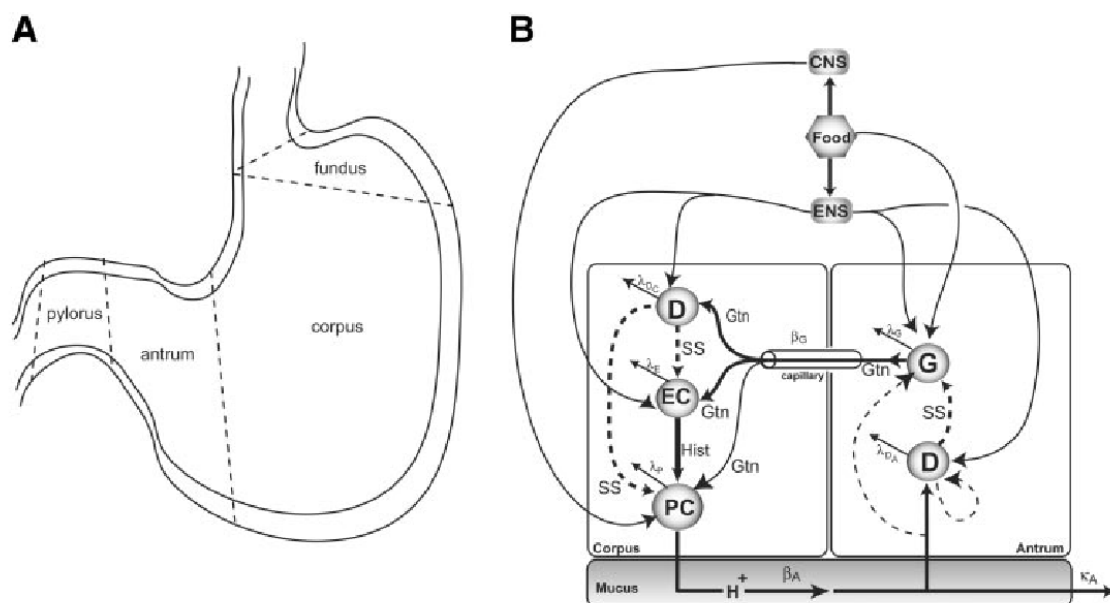 A
B
fundus
pylorus
antrum
corpus
CNS
Food
ENS
λDC
D
Gtn
βG
SS
capillary
λG
G
Gtn
λE
EC
Gtn
SS
Hist
λDA
D
λP
Gtn
SS
PC
Corpus
Antrum
Mucus
H+
βA
κA